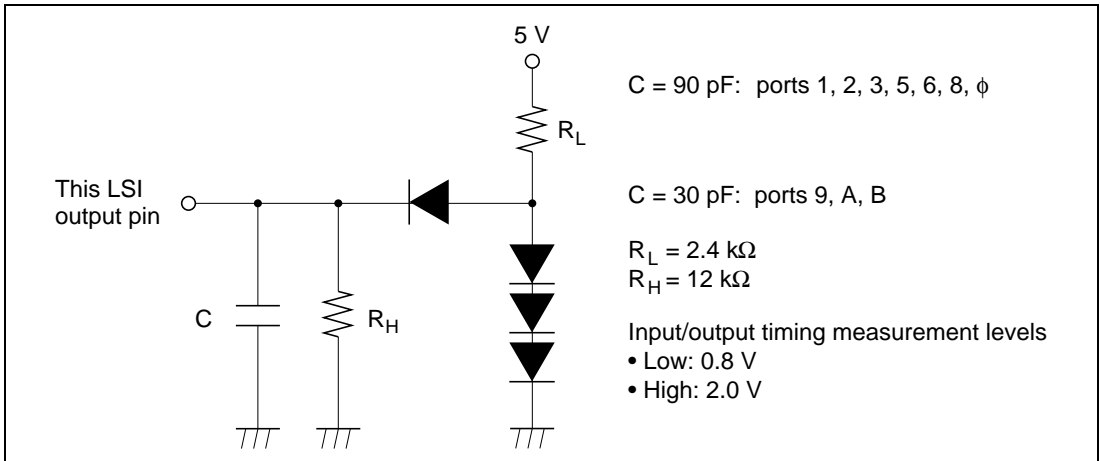 5 V
C = 90 pF: ports 1, 2, 3, 5, 6, 8, ϕ
R_L
This LSI
output pin
C = 30 pF: ports 9, A, B
R_L = 2.4 kΩ
R_H = 12 kΩ
C
R_H
Input/output timing measurement levels
• Low: 0.8 V
• High: 2.0 V